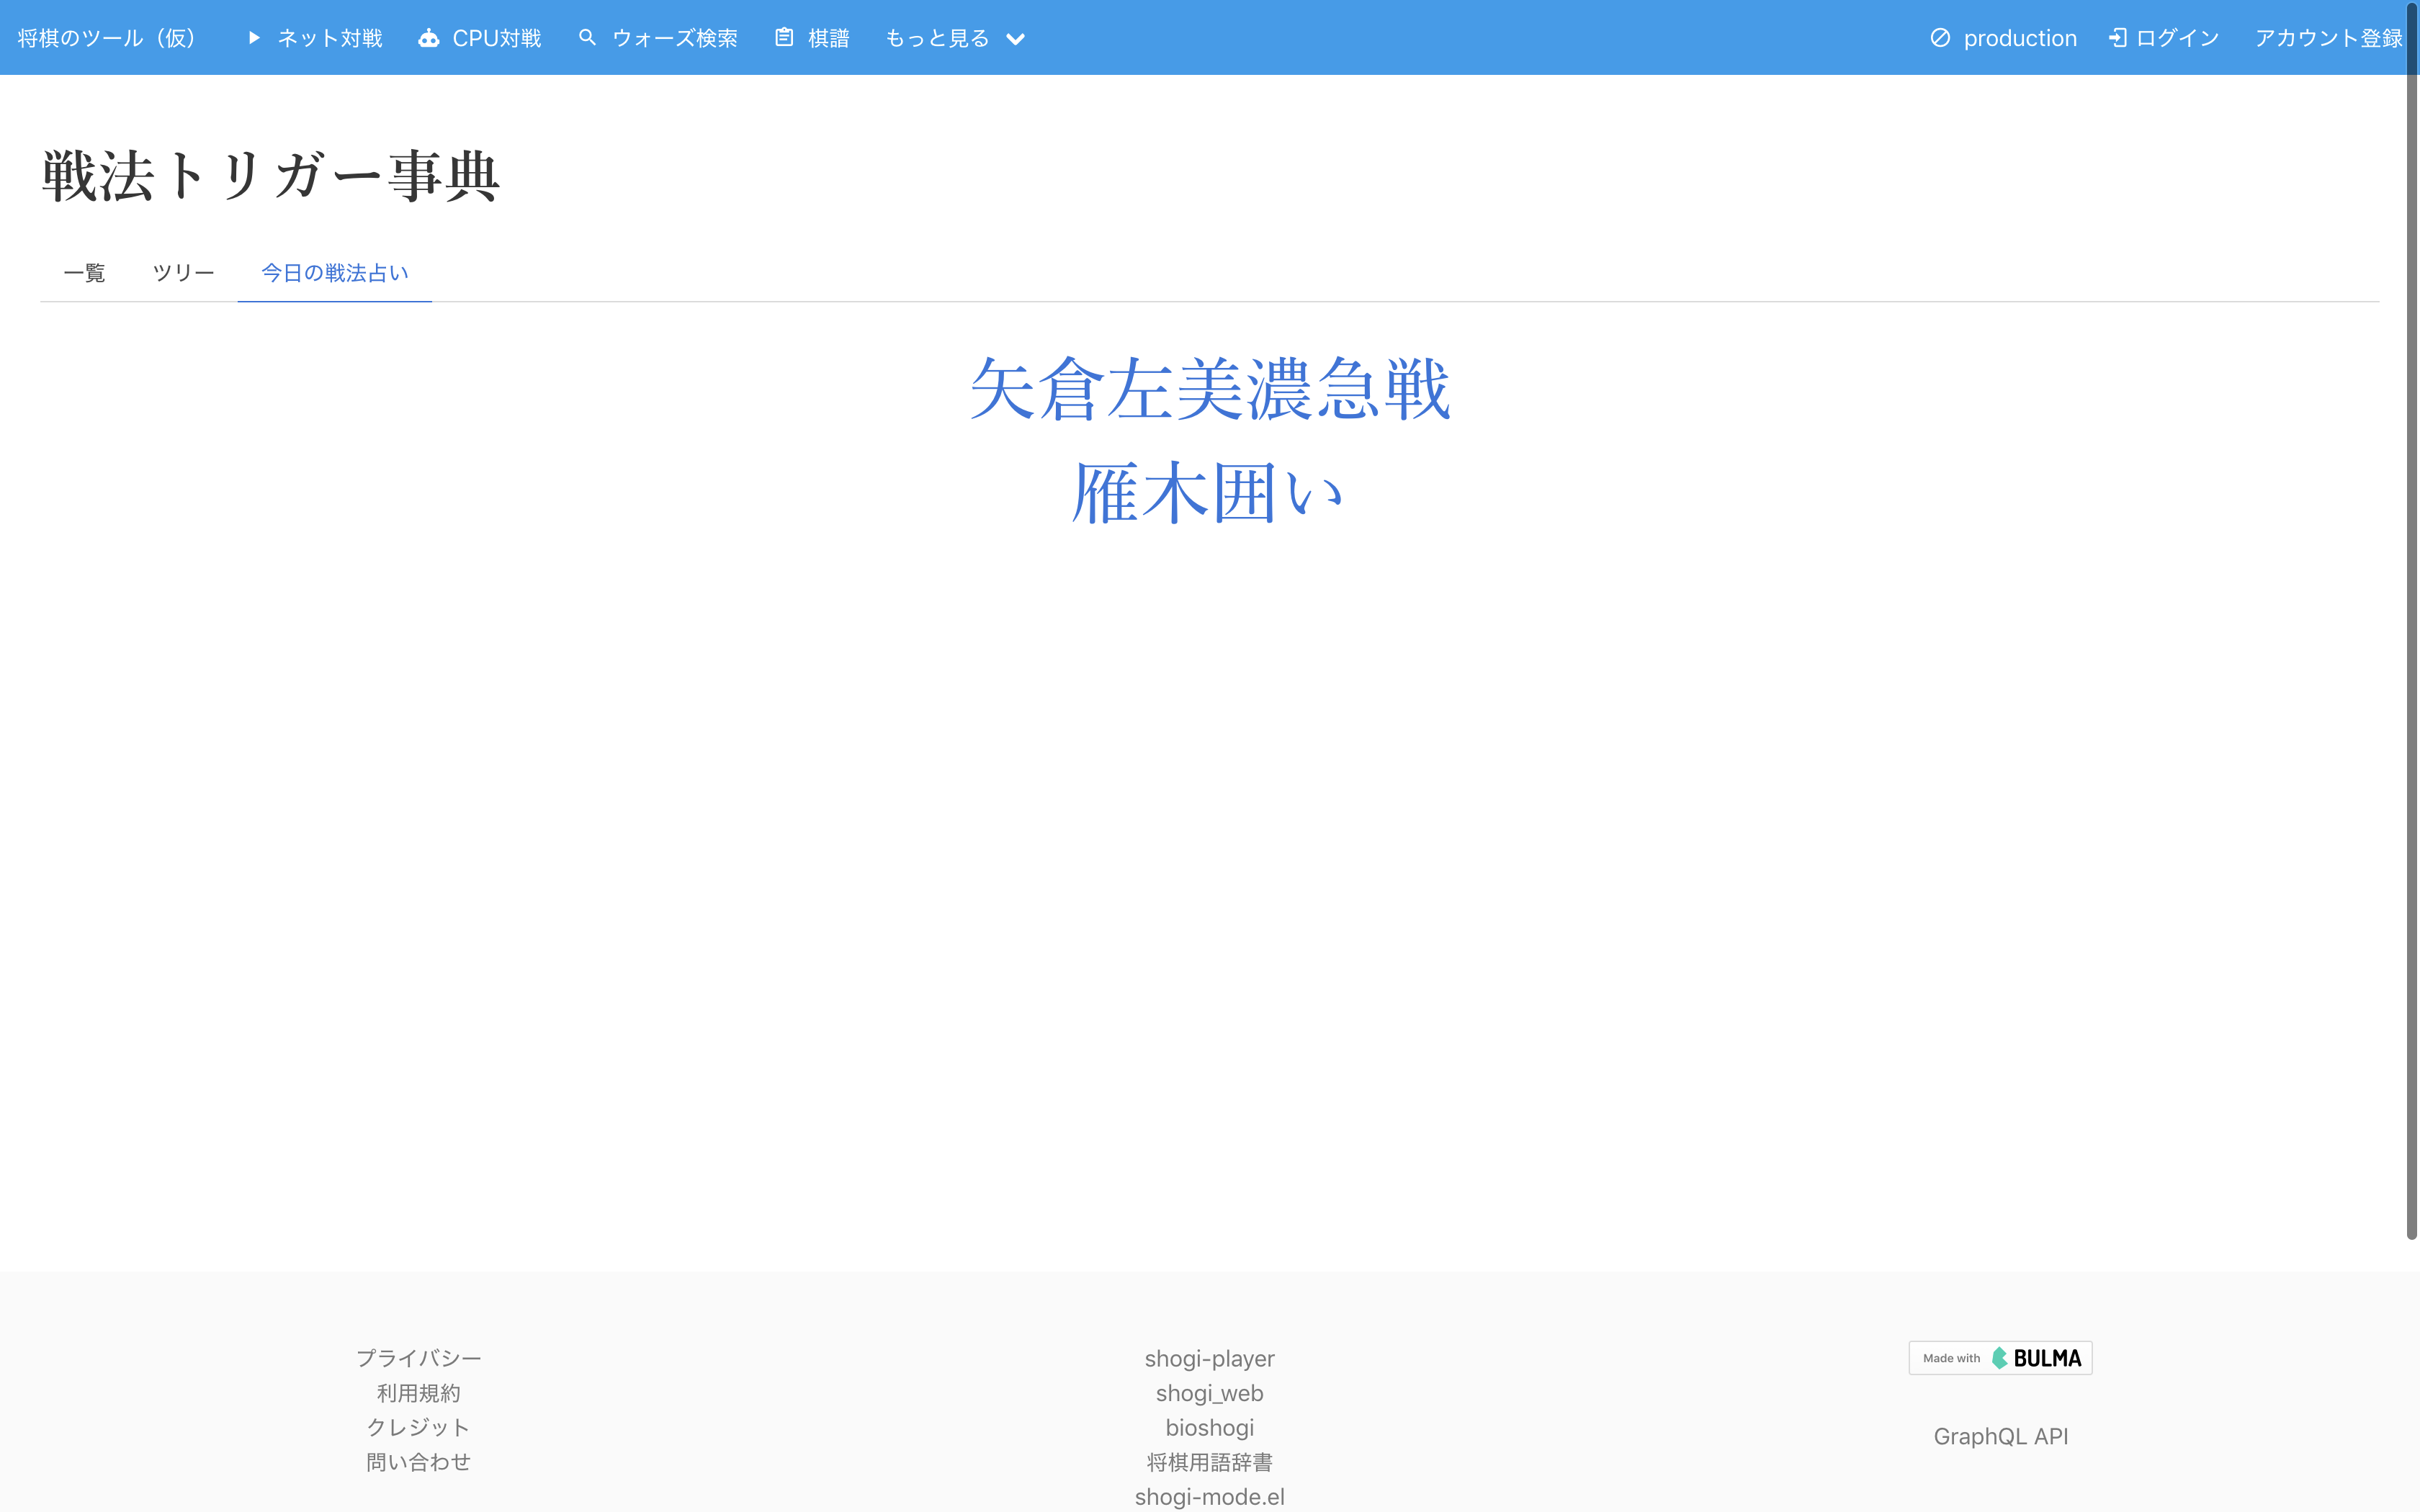 将棋のツール（仮） ネット対戦 CPU対戦 ウォーズ検索 棋譜 もっと見る production ログイン アカウント登録
戦法トリガー事典
一覧 ツリー 今日の戦法占い
矢倉左美濃急戦
雁木囲い
プライバシー
利用規約
クレジット
問い合わせ
shogi-player
shogi_web
bioshogi
将棋用語辞書
shogi-mode.el
Made with BULMA
GraphQL API